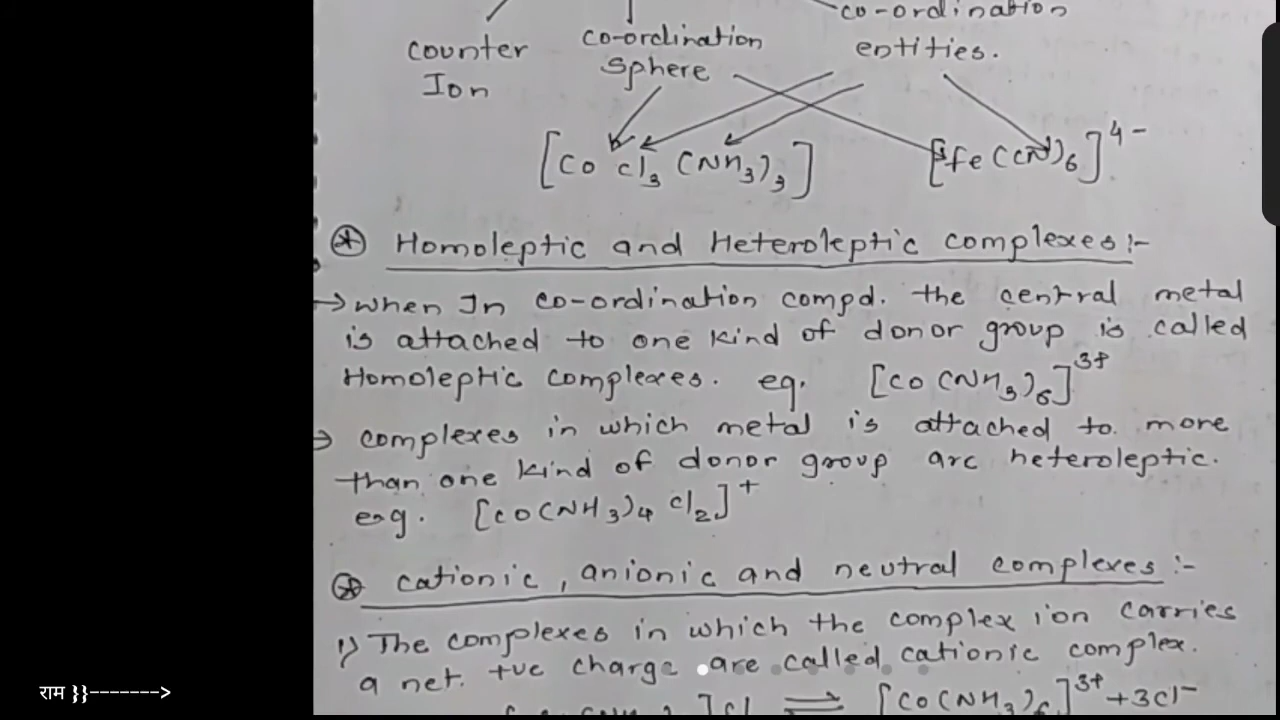 co-ordination
counter
Ion
co-ordination
Sphere
entities.
[Co Cl3 (NH3)3]
[Fe(CN)6]4-
Homoleptic and Heteroleptic complexes:-
→ when In co-ordination compd. the central metal
is attached to one kind of donor group is called
Homoleptic complexes. eg. [Co(NH3)6]3+
→ complexes in which metal is attached to more
than one kind of donor group are heteroleptic.
e.g. [Co(NH3)4 Cl2]+
cationic, anionic and neutral complexes :-
1) The complexes in which the complex ion carries
a net. +ve charge are called cationic complex.
⇌ [Co(NH3)6]3+ + 3Cl-
राम }}------->